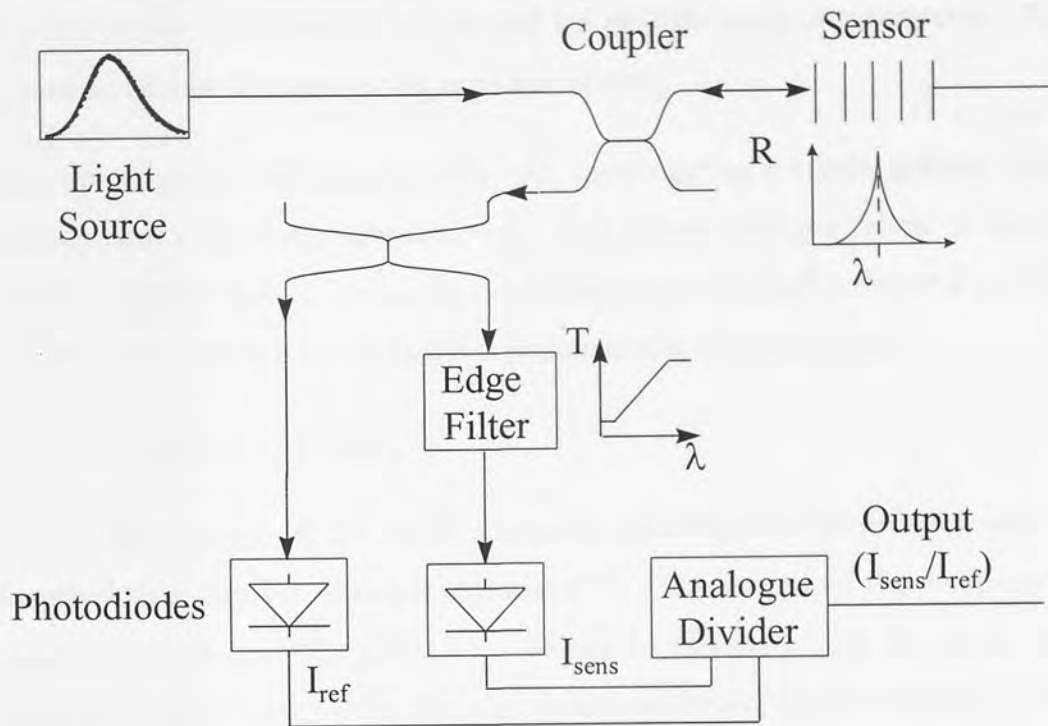 Coupler
Sensor
Light
Source
R
λ
Edge
Filter
T
λ
Output
(I_sens/I_ref)
Photodiodes
Analogue
Divider
I_sens
I_ref